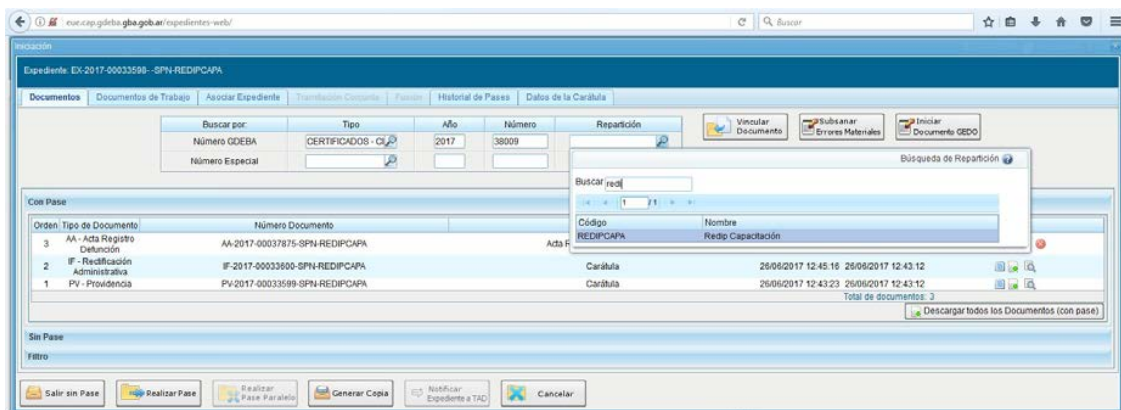 eue.cap.gdeba.gba.gob.ar/expedientes-web/
Buscar
Iniciación
Expediente: EX-2017-00033598- -SPN-REDIPCAPA
Documentos Documentos de Trabajo Asociar Expediente Tramitación Conjunta Fusión Historial de Pases Datos de la Carátula
Buscar por: Tipo Año Número Repartición
Vincular Documento
Subsanar Errores Materiales
Iniciar Documento GEDO
Número GDEBA CERTIFICADOS - CI 2017 38009
Número Especial
Búsqueda de Repartición
Buscar redi
1 / 1
Código Nombre
REDIPCAPA Redip Capacitación
Con Pase
Orden Tipo de Documento Número Documento
3 AA - Acta Registro Defunción AA-2017-00037875-SPN-REDIPCAPA Acta R
2 IF - Rectificación Administrativa IF-2017-00033600-SPN-REDIPCAPA Carátula 26/06/2017 12:45:16 26/06/2017 12:43:12
1 PV - Providencia PV-2017-00033599-SPN-REDIPCAPA Carátula 26/06/2017 12:43:23 26/06/2017 12:43:12
Total de documentos: 3
Descargar todos los Documentos (con pase)
Sin Pase
Filtro
Salir sin Pase Realizar Pase Realizar Pase Paralelo Generar Copia Notificar Expediente a TAD Cancelar